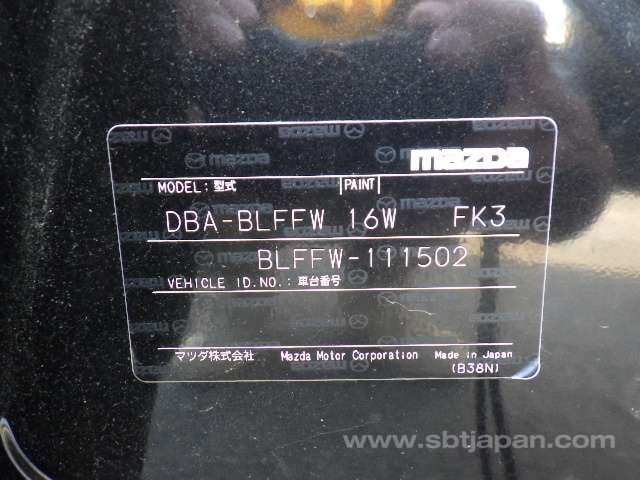 mazda
MODEL: 型式 PAINT
DBA-BLFFW 16W FK3
BLFFW-111502
VEHICLE ID.NO.: 車台番号
マツダ株式会社 Mazda Motor Corporation Made in Japan
(B38N)
www.sbtjapan.com